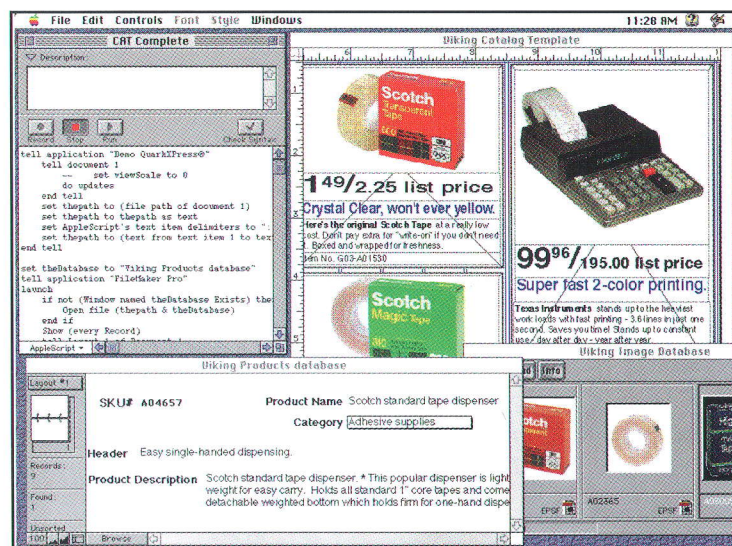 File Edit Controls Font Style Windows 11:28 AM
CAT Complete
Description:
Record Stop Run Check Syntax
tell application "Demo QuarkXPress®"
tell document 1
-- set viewScale to 0
do updates
end tell
set thepath to (file path of document 1)
set thepath to thepath as text
set AppleScript's text item delimiters to ":
set thepath to (text from text item 1 to tex
end tell
set theDatabase to "Viking Products database"
tell application "FileMaker Pro"
launch
if not (Window named theDatabase Exists) the
Open file (thepath & theDatabase)
end if
Show (every Record)
AppleScript
Viking Catalog Template
6 7 8 9 10 11
Scotch
Transparent
Tape
1 49/2.25 list price
Crystal Clear, won't ever yellow.
Here's the original Scotch Tape at a really low
cost. Don't pay extra for "write-on" if you don't need
it. Boxed and wrapped for freshness.
Item No. G03-A01530
Scotch
Magic Tape
810
99 96/195.00 list price
Super fast 2-color printing.
Texas Instruments stands up to the heaviest
work loads with fast printing - 3.6 lines in just one
second. Saves you time! Stands up to constant
use day after day - year after year.
Viking Image Database
Info
EPSF
A02365
EPSF
Viking Products database
Layout #1
1
Records:
9
Found:
1
Unsorted
SKU# A04657
Product Name Scotch standard tape dispenser
Category Adhesive supplies
Header Easy single-handed dispensing.
Product Description Scotch standard tape dispenser. * This popular dispenser is light
weight for easy carry. Holds all standard 1" core tapes and come
detachable weighted bottom which holds firm for one-hand dispe
100 Browse